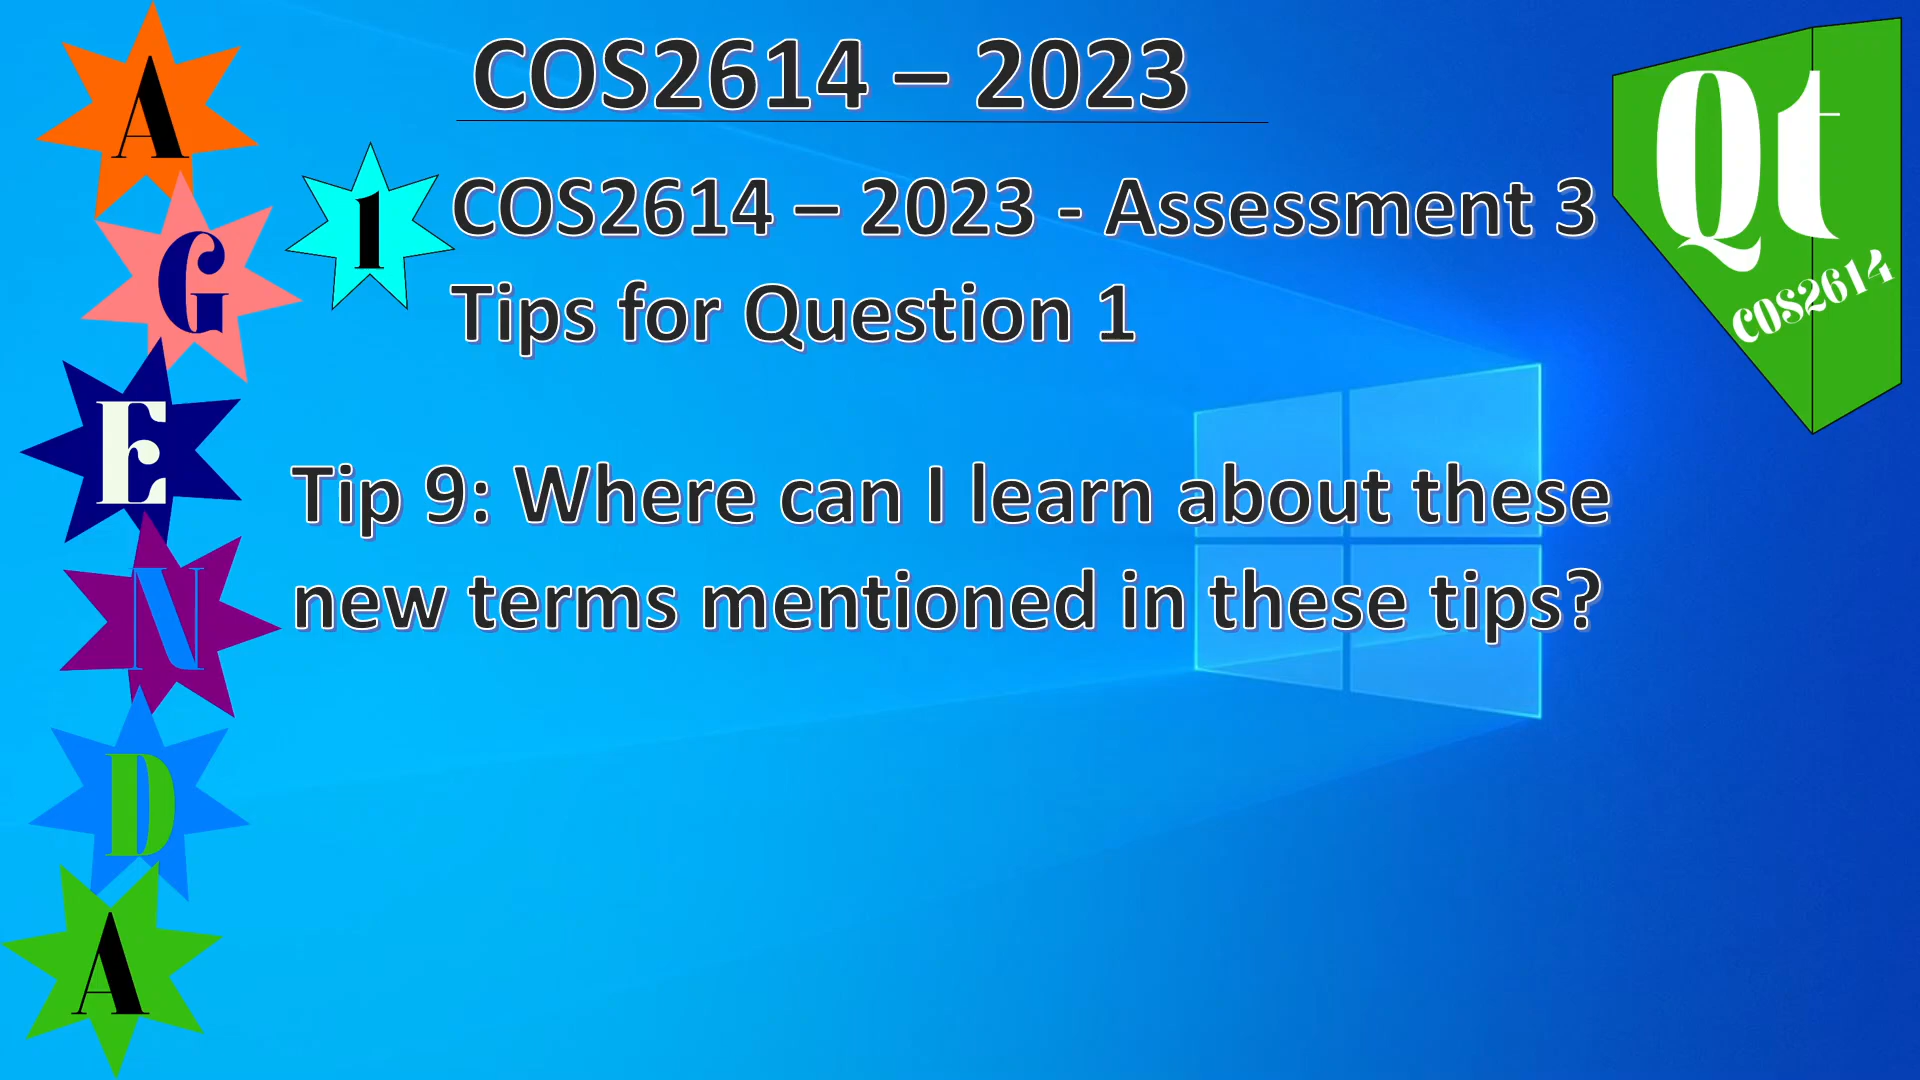 COS2614 – 2023
1
COS2614 – 2023 - Assessment 3
Tips for Question 1
Tip 9: Where can I learn about these
new terms mentioned in these tips?
A
G
E
N
D
A
Qt
COS2614